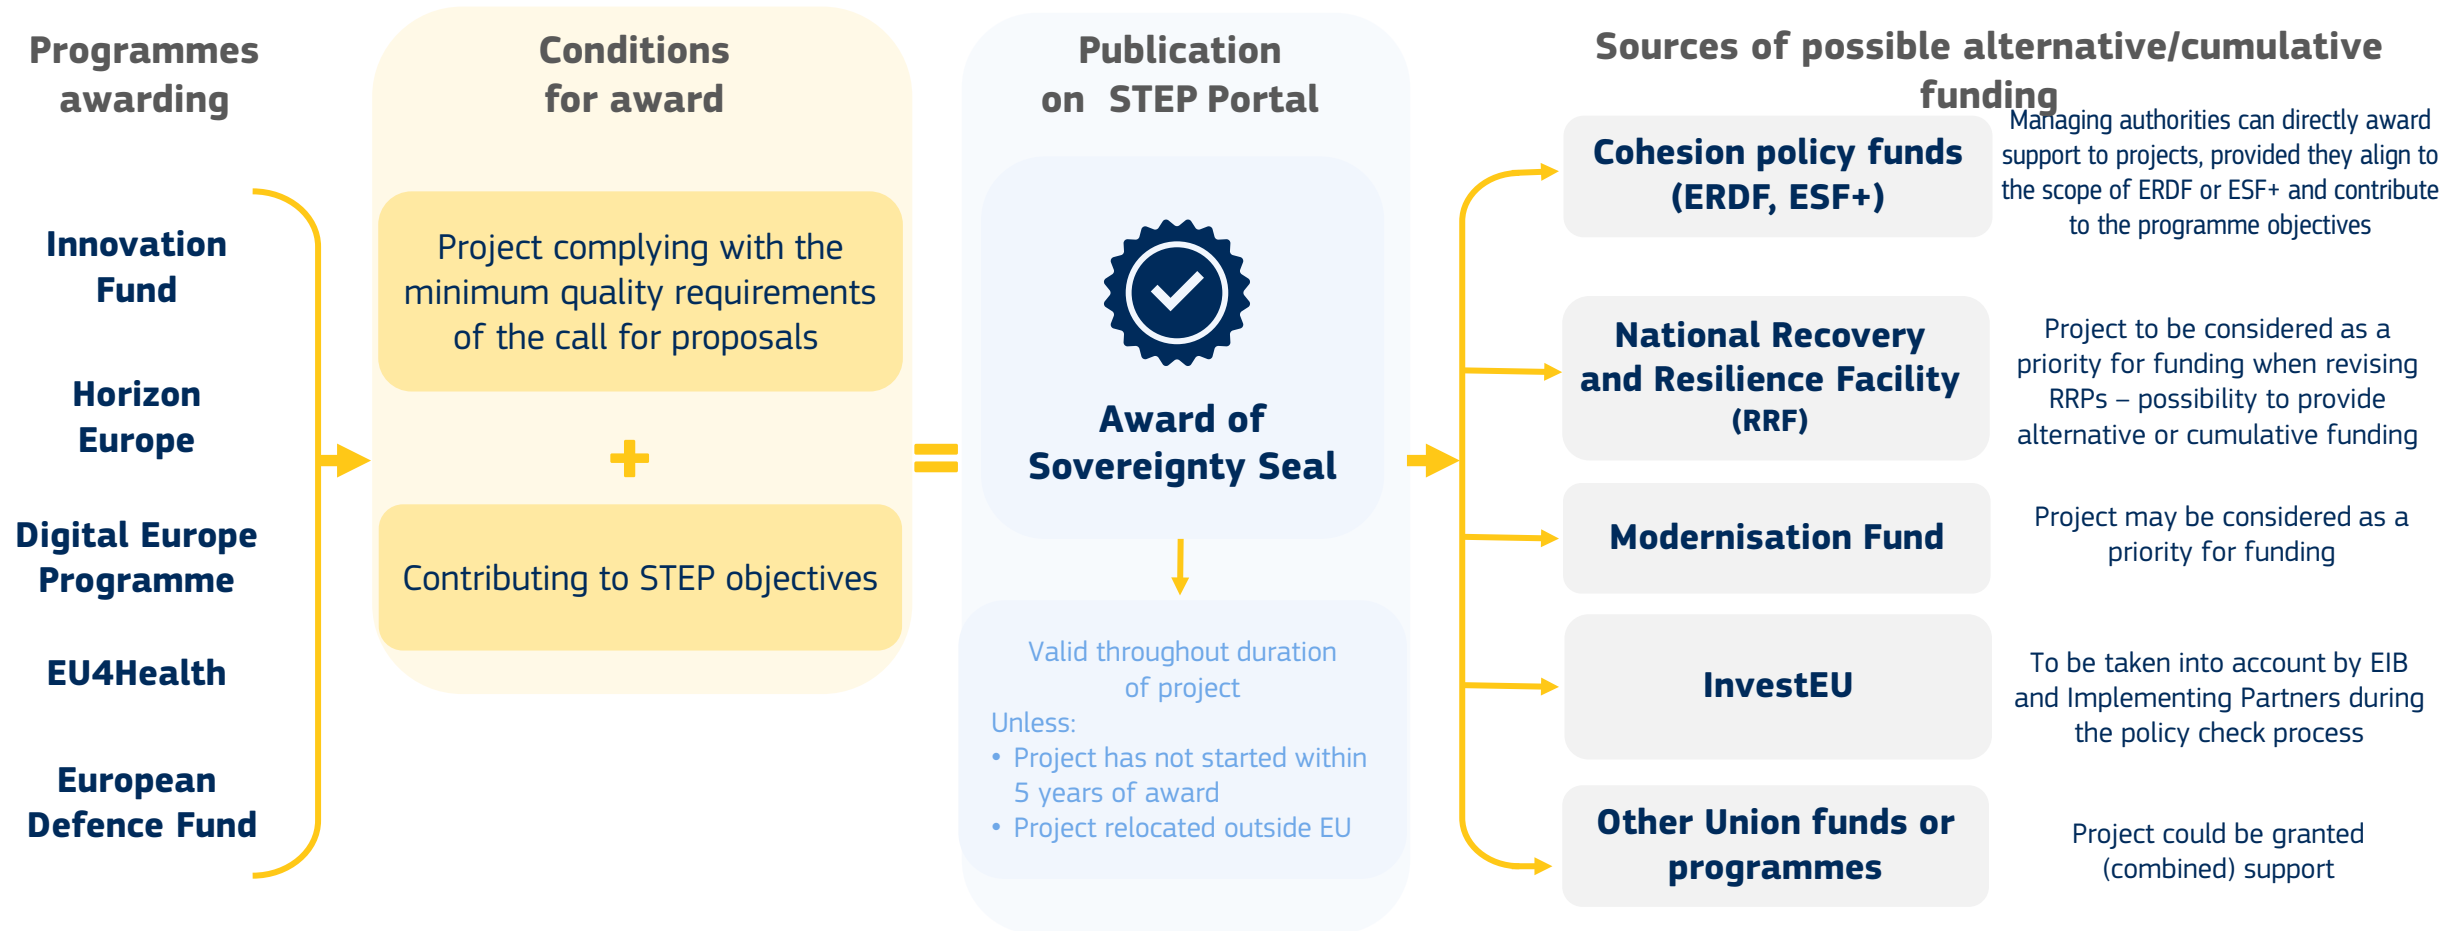 Programmes
awarding
Innovation
Fund
Horizon
Europe
Digital Europe
Programme
EU4Health
European
Defence Fund
Conditions
for award
Project complying with the
minimum quality requirements
of the call for proposals
+
Contributing to STEP objectives
=
Publication
on STEP Portal
Award of
Sovereignty Seal
Valid throughout duration
of project
Unless:
• Project has not started within
5 years of award
• Project relocated outside EU
Sources of possible alternative/cumulative
funding
Cohesion policy funds
(ERDF, ESF+)
Managing authorities can directly award
support to projects, provided they align to
the scope of ERDF or ESF+ and contribute
to the programme objectives
National Recovery
and Resilience Facility
(RRF)
Project to be considered as a
priority for funding when revising
RRPs – possibility to provide
alternative or cumulative funding
Modernisation Fund
Project may be considered as a
priority for funding
InvestEU
To be taken into account by EIB
and Implementing Partners during
the policy check process
Other Union funds or
programmes
Project could be granted
(combined) support